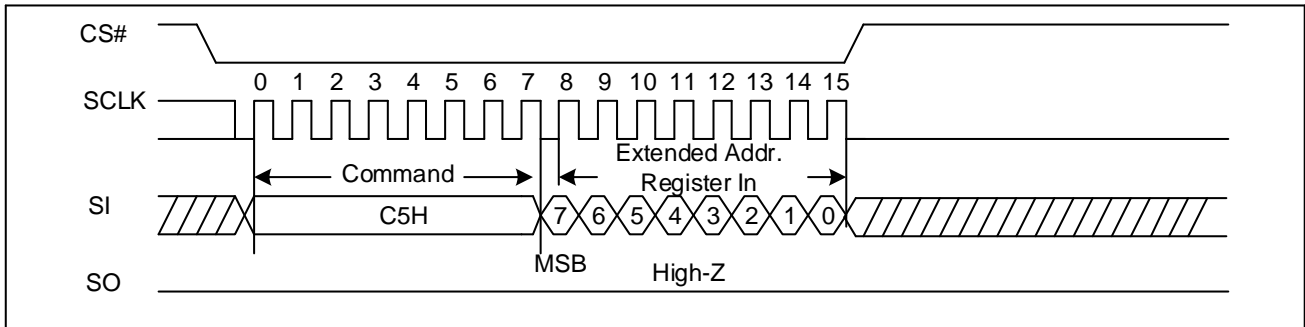 CS#
0 1 2 3 4 5 6 7 8 9 10 11 12 13 14 15
SCLK
Command
Extended Addr.
Register In
SI
C5H
7 6 5 4 3 2 1 0
MSB
High-Z
SO